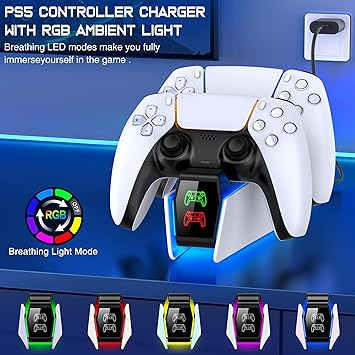 PS5 CONTROLLER CHARGER
WITH RGB AMBIENT LIGHT
Breathing LED modes make you fully
immerseyourself in the game .
RGB
OFF
Breathing Light Mode